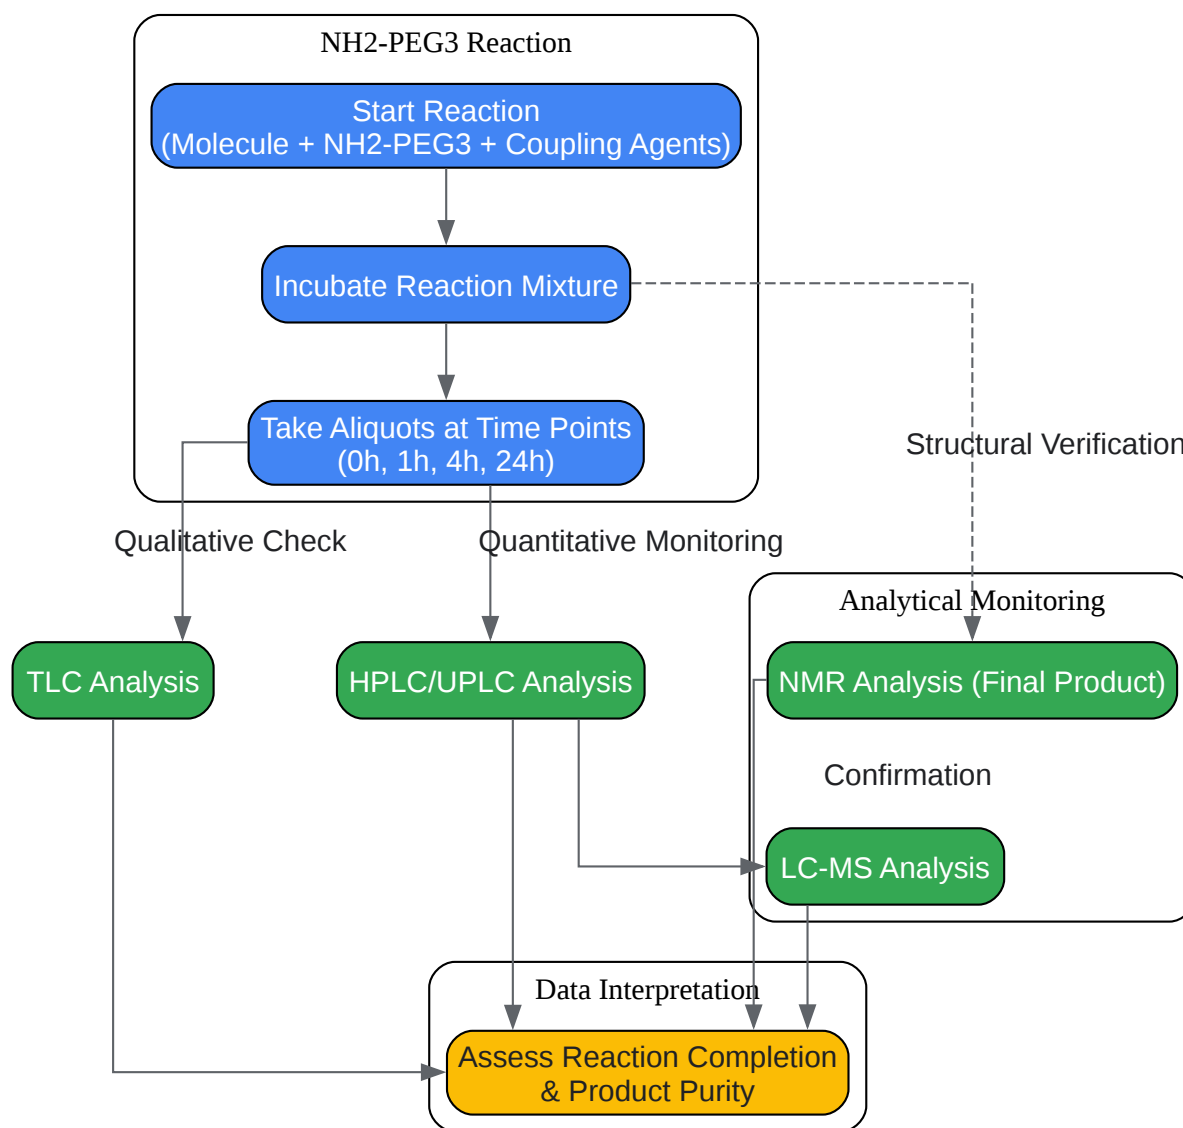 NH2-PEG3 Reaction
Start Reaction
(Molecule + NH2-PEG3 + Coupling Agents)
Incubate Reaction Mixture
Take Aliquots at Time Points
(0h, 1h, 4h, 24h)
Structural Verification
Qualitative Check
Quantitative Monitoring
Analytical Monitoring
TLC Analysis
HPLC/UPLC Analysis
NMR Analysis (Final Product)
Confirmation
LC-MS Analysis
Data Interpretation
Assess Reaction Completion
& Product Purity